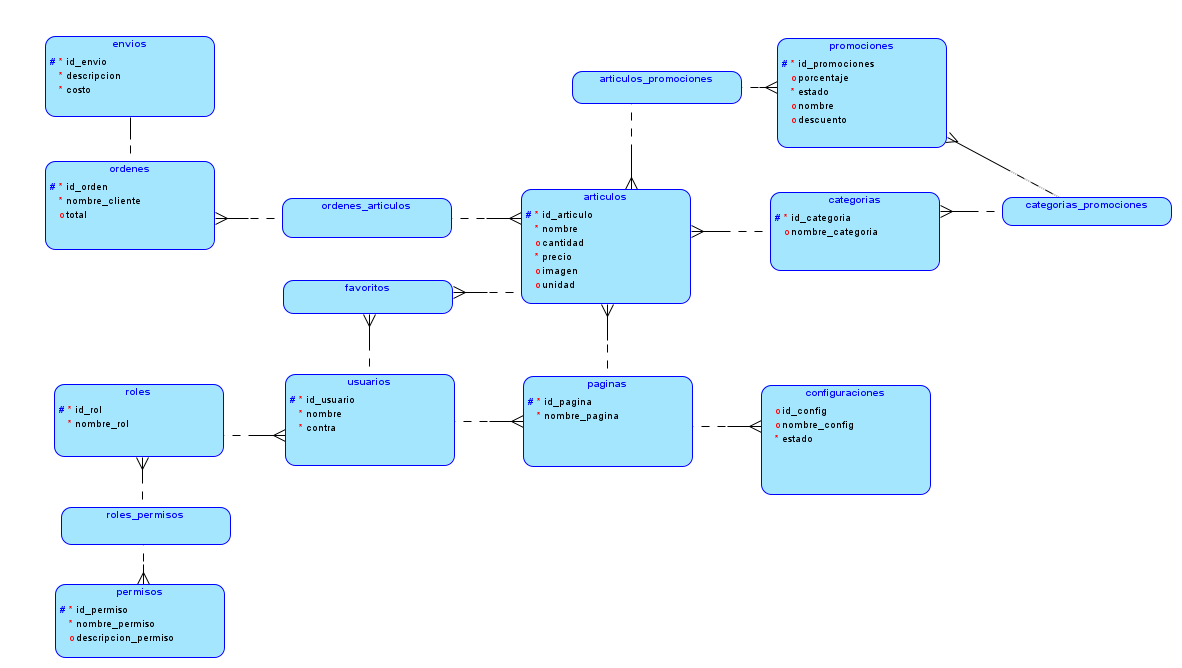 envios
# * id_envio
* descripcion
* costo
ordenes
# * id_orden
* nombre_cliente
o total
ordenes_articulos
articulos_promociones
promociones
# * id_promociones
o porcentaje
* estado
o nombre
o descuento
articulos
# * id_articulo
* nombre
o cantidad
* precio
o imagen
o unidad
categorias
# * id_categoria
o nombre_categoria
categorias_promociones
favoritos
roles
# * id_rol
* nombre_rol
usuarios
# * id_usuario
* nombre
* contra
paginas
# * id_pagina
* nombre_pagina
configuraciones
o id_config
o nombre_config
* estado
roles_permisos
permisos
# * id_permiso
* nombre_permiso
o descripcion_permiso